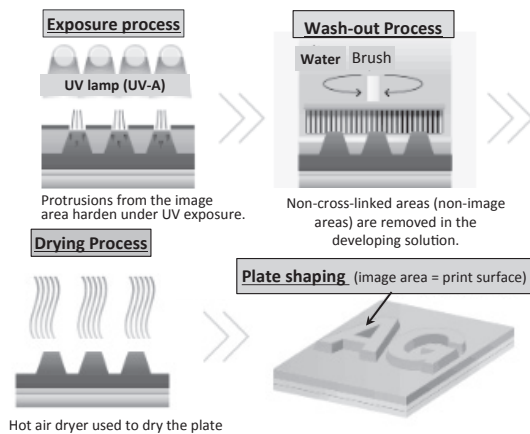 Exposure process
UV lamp (UV-A)
Protrusions from the image
area harden under UV exposure.
Wash-out Process
Water Brush
Non-cross-linked areas (non-image
areas) are removed in the
developing solution.
Drying Process
Hot air dryer used to dry the plate
Plate shaping (image area = print surface)
AG